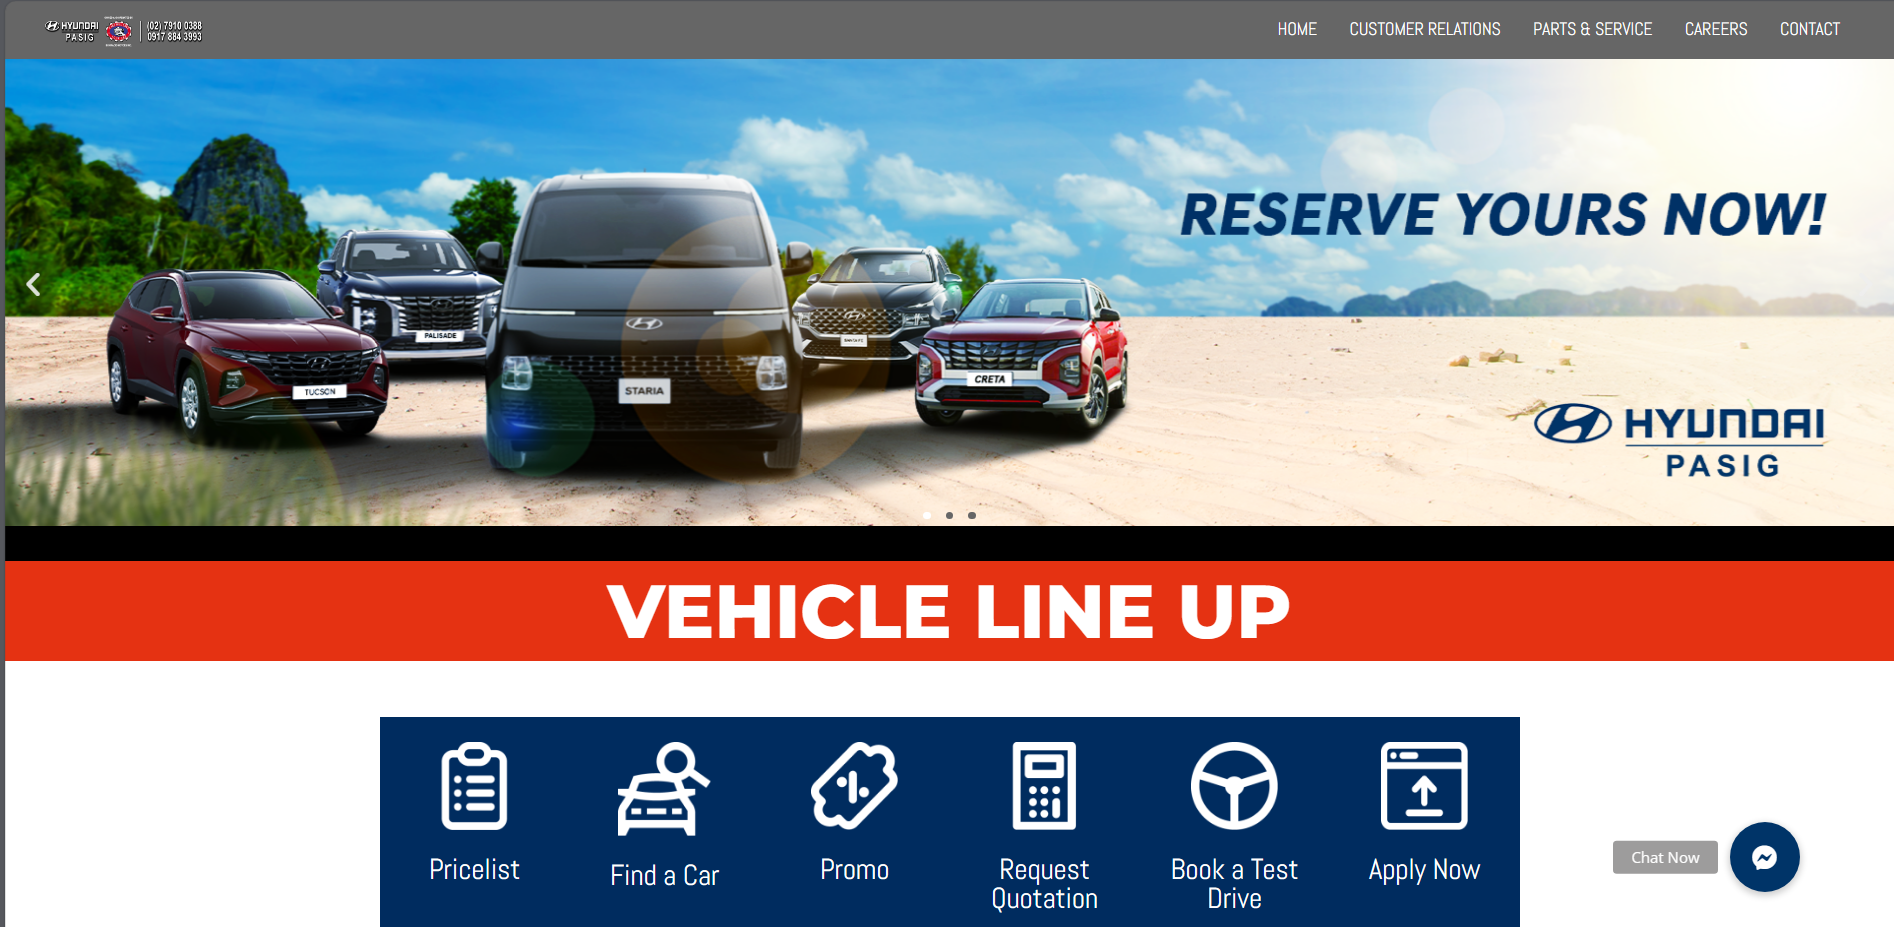 HYUNDAI
PASIG
(02) 7910 0388
0917 884 3993
HOME
CUSTOMER RELATIONS
PARTS & SERVICE
CAREERS
CONTACT
RESERVE YOURS NOW!
PALISADE
TUCSON
STARIA
CRETA
HYUNDAI
PASIG
VEHICLE LINE UP
Pricelist
Find a Car
Promo
Request
Quotation
Book a Test
Drive
Apply Now
Chat Now